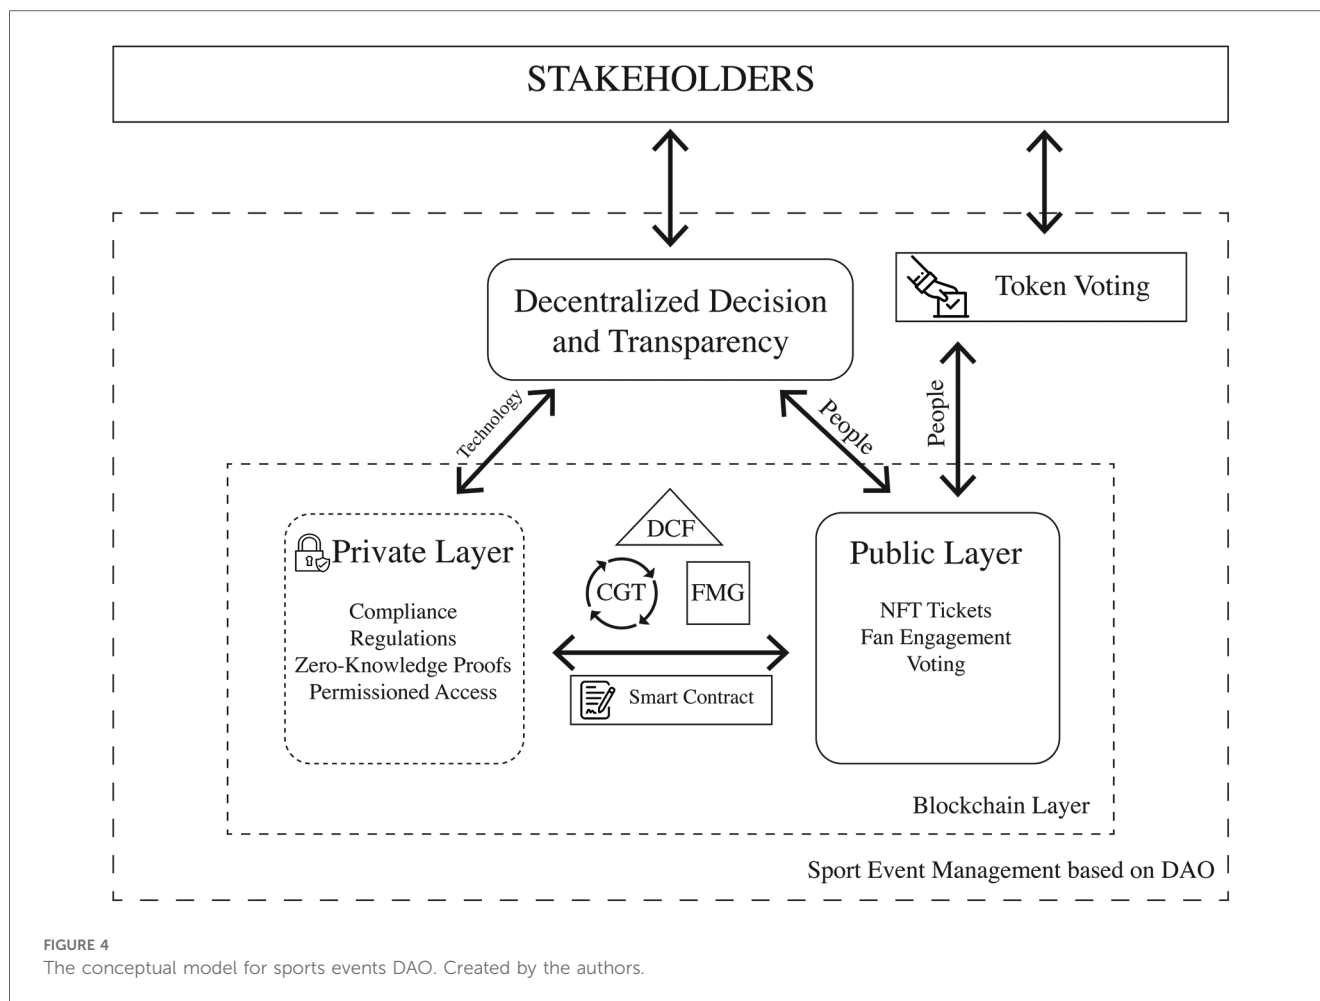 STAKEHOLDERS
Decentralized Decision
and Transparency
Token Voting
Technology
People
People
DCF
CGT
FMG
Private Layer
Compliance
Regulations
Zero-Knowledge Proofs
Permissioned Access
Smart Contract
Public Layer
NFT Tickets
Fan Engagement
Voting
Blockchain Layer
Sport Event Management based on DAO
FIGURE 4
The conceptual model for sports events DAO. Created by the authors.